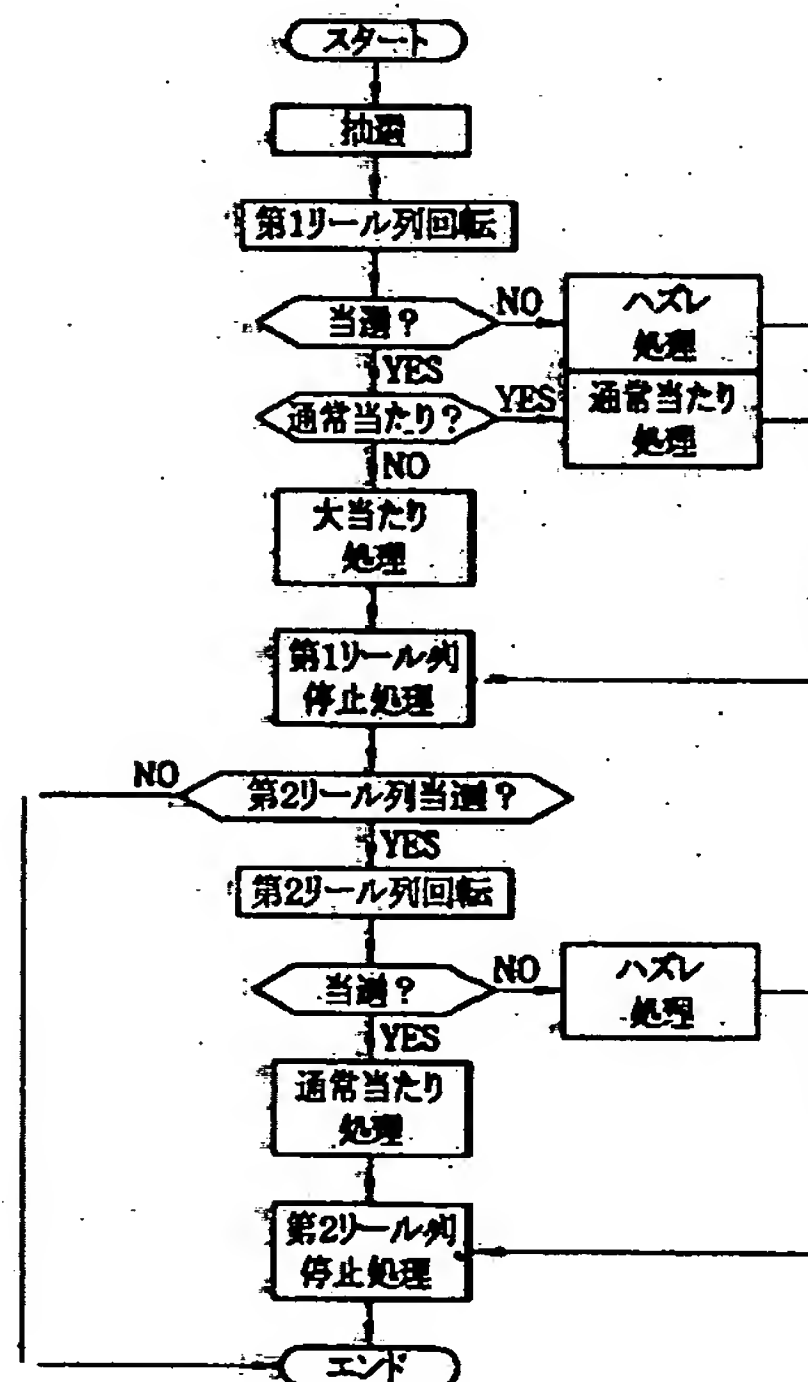 スタート
抽選
第1リール列回転
当選？
NO
ハズレ
処理
YES
通常当たり？
YES
通常当たり
処理
NO
大当たり
処理
第1リール列
停止処理
NO
第2リール列当選？
YES
第2リール列回転
当選？
NO
ハズレ
処理
YES
通常当たり
処理
第2リール列
停止処理
エンド